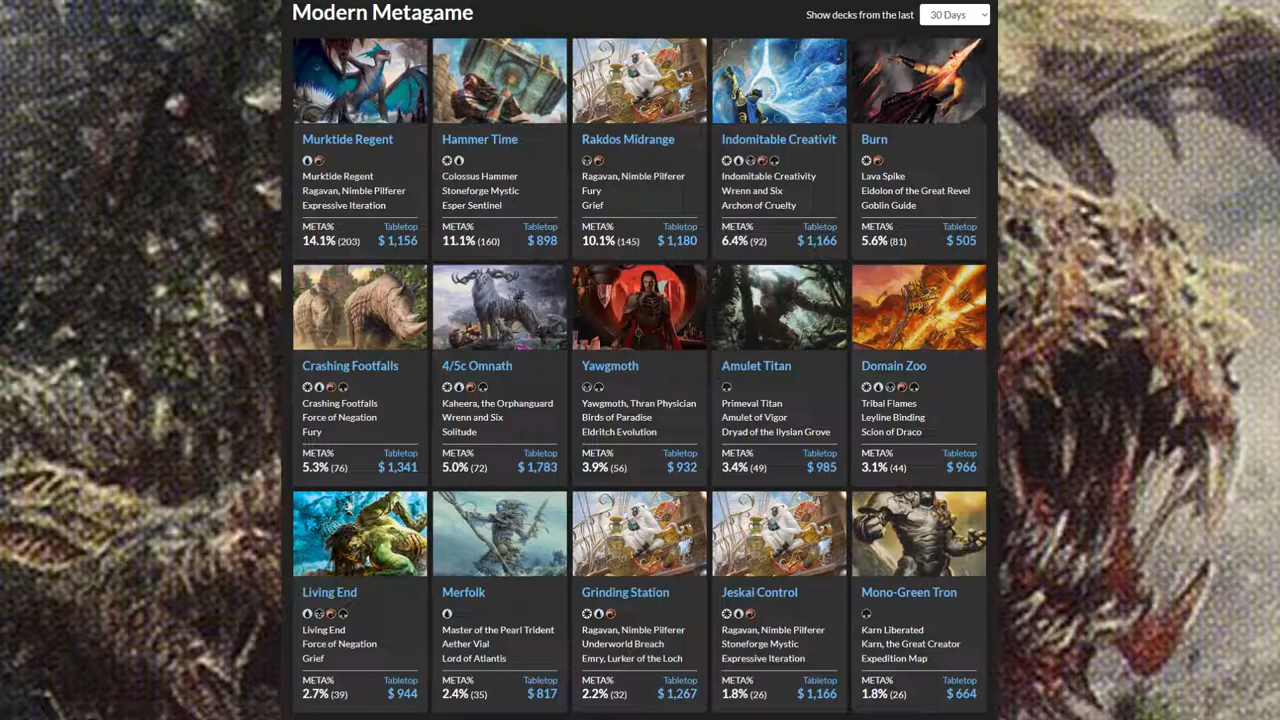 Modern Metagame
Show decks from the last 30 Days
Murktide Regent
Murktide Regent
Ragavan, Nimble Pilferer
Expressive Iteration
META% Tabletop
14.1% (203) $ 1,156
Hammer Time
Colossus Hammer
Stoneforge Mystic
Esper Sentinel
META% Tabletop
11.1% (160) $ 898
Rakdos Midrange
Ragavan, Nimble Pilferer
Fury
Grief
META% Tabletop
10.1% (145) $ 1,180
Indomitable Creativit
Indomitable Creativity
Wrenn and Six
Archon of Cruelty
META% Tabletop
6.4% (92) $ 1,166
Burn
Lava Spike
Eidolon of the Great Revel
Goblin Guide
META% Tabletop
5.6% (81) $ 505
Crashing Footfalls
Crashing Footfalls
Force of Negation
Fury
META% Tabletop
5.3% (76) $ 1,341
4/5c Omnath
Kaheera, the Orphanguard
Wrenn and Six
Solitude
META% Tabletop
5.0% (72) $ 1,783
Yawgmoth
Yawgmoth, Thran Physician
Birds of Paradise
Eldritch Evolution
META% Tabletop
3.9% (56) $ 932
Amulet Titan
Primeval Titan
Amulet of Vigor
Dryad of the Ilysian Grove
META% Tabletop
3.4% (49) $ 985
Domain Zoo
Tribal Flames
Leyline Binding
Scion of Draco
META% Tabletop
3.1% (44) $ 966
Living End
Living End
Force of Negation
Grief
META% Tabletop
2.7% (39) $ 944
Merfolk
Master of the Pearl Trident
Aether Vial
Lord of Atlantis
META% Tabletop
2.4% (35) $ 817
Grinding Station
Ragavan, Nimble Pilferer
Underworld Breach
Emry, Lurker of the Loch
META% Tabletop
2.2% (32) $ 1,267
Jeskai Control
Ragavan, Nimble Pilferer
Stoneforge Mystic
Expressive Iteration
META% Tabletop
1.8% (26) $ 1,166
Mono-Green Tron
Karn Liberated
Karn, the Great Creator
Expedition Map
META% Tabletop
1.8% (26) $ 664